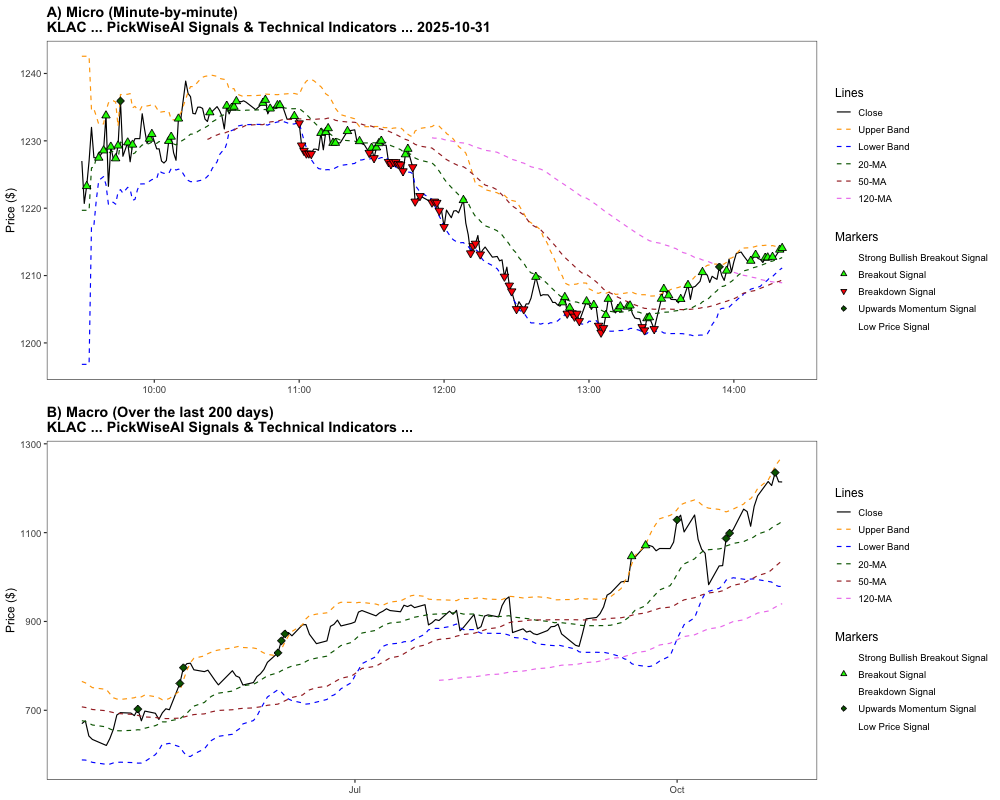 A) Micro (Minute-by-minute)
KLAC ... PickWiseAI Signals & Technical Indicators ... 2025-10-31
Price ($)
1240
1230
1220
1210
1200
10:00
11:00
12:00
13:00
14:00
Lines
Close
Upper Band
Lower Band
20-MA
50-MA
120-MA
Markers
Strong Bullish Breakout Signal
Breakout Signal
Breakdown Signal
Upwards Momentum Signal
Low Price Signal
B) Macro (Over the last 200 days)
KLAC ... PickWiseAI Signals & Technical Indicators ...
Price ($)
1300
1100
900
700
Jul
Oct
Lines
Close
Upper Band
Lower Band
20-MA
50-MA
120-MA
Markers
Strong Bullish Breakout Signal
Breakout Signal
Breakdown Signal
Upwards Momentum Signal
Low Price Signal